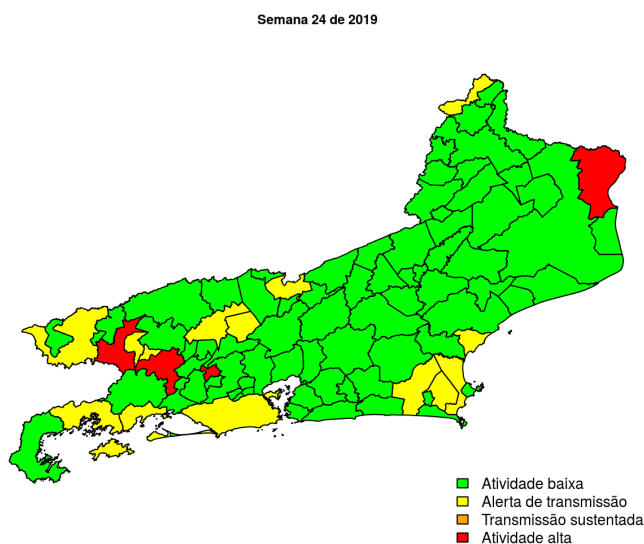 Semana 24 de 2019
Atividade baixa
Alerta de transmissão
Transmissão sustentada
Atividade alta